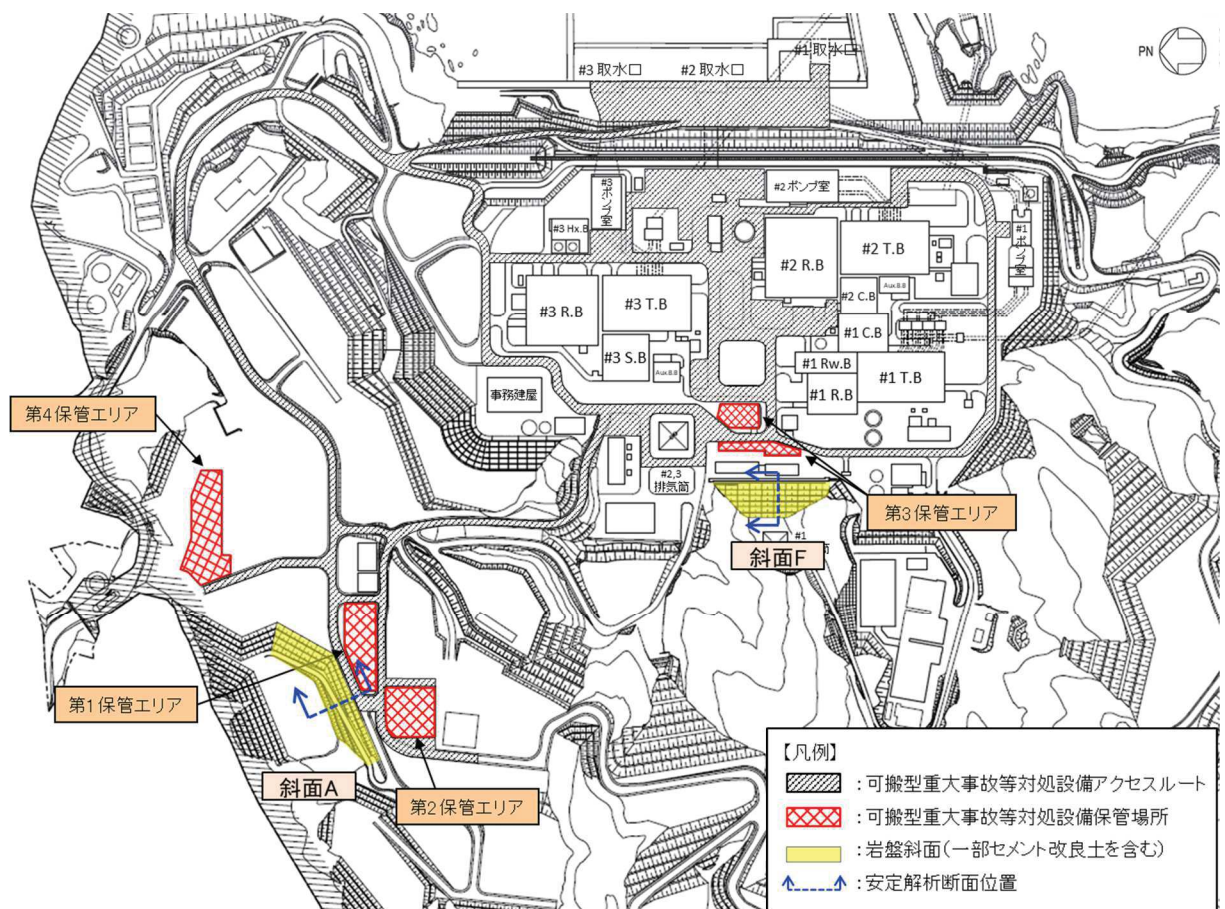 #1取水口
PN
#3取水口
#2取水口
#3ポンプ室
#2ポンプ室
#1ポンプ室
#3 Hx.B
#2 R.B
#2 T.B
Aux.B.B
#3 R.B
#3 T.B
#2 C.B
#1 C.B
#3 S.B
Aux.B.B
#1 Rw.B
#1 T.B
#1 R.B
事務建屋
第4保管エリア
#2,3
排気筒
第3保管エリア
#1
斜面F
第1保管エリア
斜面A
第2保管エリア
【凡例】
:可搬型重大事故等対処設備アクセスルート
:可搬型重大事故等対処設備保管場所
:岩盤斜面(一部セメント改良土を含む)
:安定解析断面位置